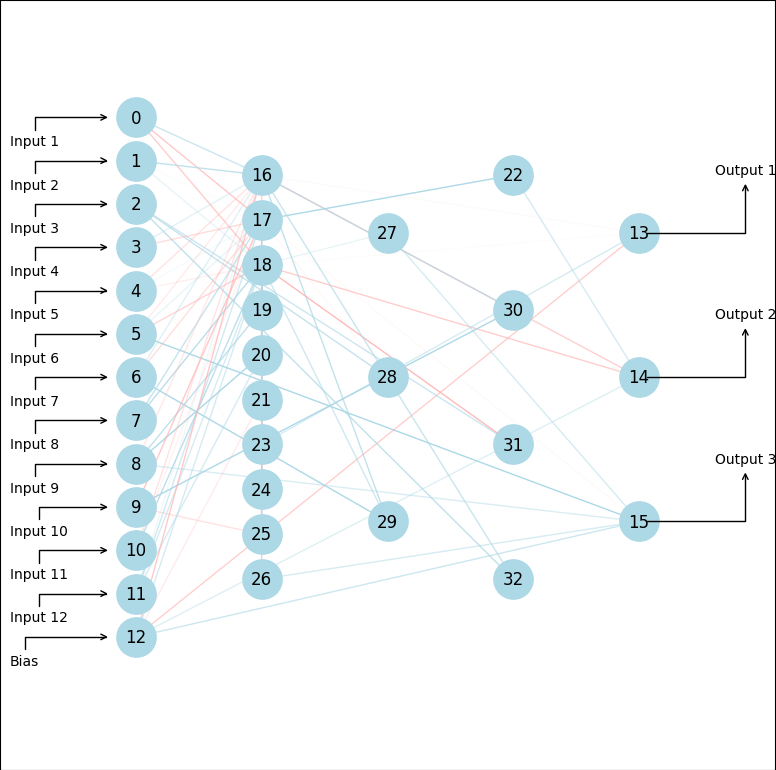 0
Input 1
1
Input 2
2
Input 3
3
Input 4
4
Input 5
5
Input 6
6
Input 7
7
Input 8
8
Input 9
9
Input 10
10
Input 11
11
Input 12
12
Bias
16
17
18
19
20
21
23
24
25
26
27
28
29
22
30
31
32
13
14
15
Output 1
Output 2
Output 3